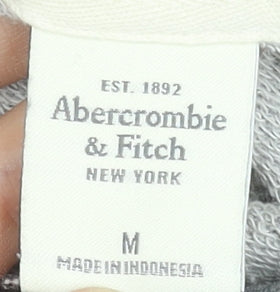 EST. 1892
Abercrombie
& Fitch
NEW YORK
M
MADE IN INDONESIA